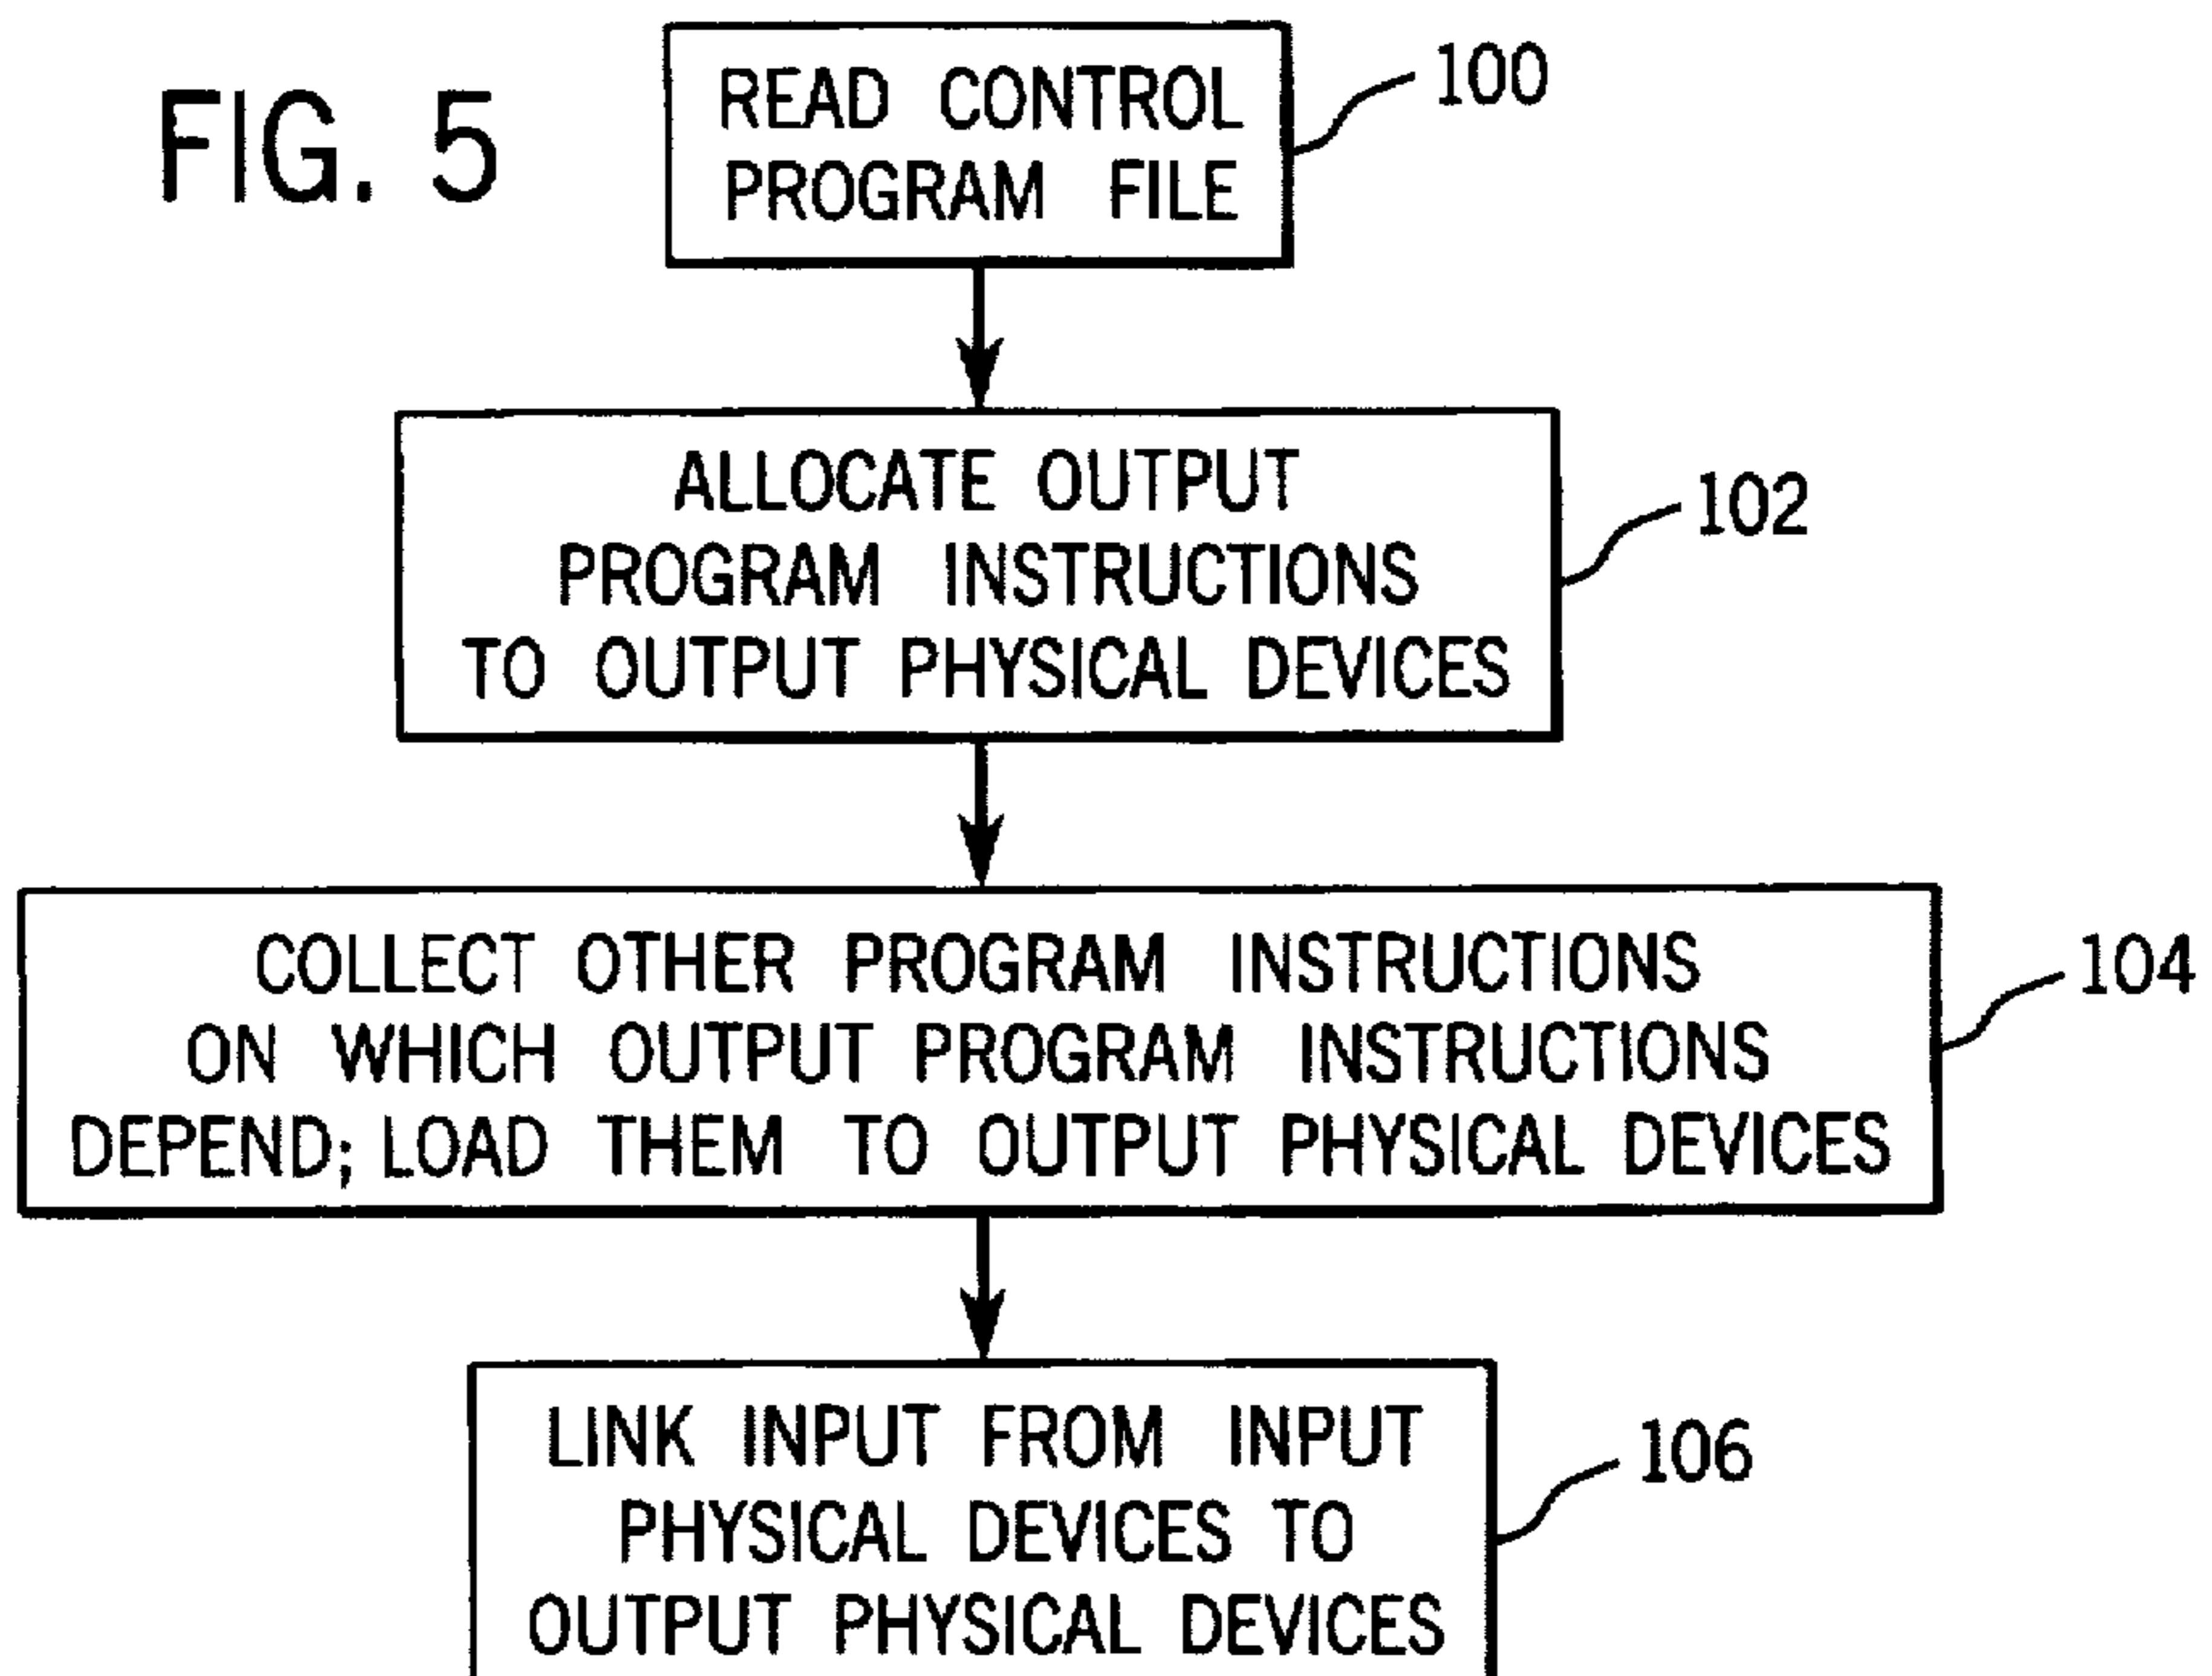 FIG. 5
READ CONTROL
PROGRAM FILE
100
ALLOCATE OUTPUT
PROGRAM INSTRUCTIONS
TO OUTPUT PHYSICAL DEVICES
102
COLLECT OTHER PROGRAM INSTRUCTIONS
ON WHICH OUTPUT PROGRAM INSTRUCTIONS
DEPEND; LOAD THEM TO OUTPUT PHYSICAL DEVICES
104
LINK INPUT FROM INPUT
PHYSICAL DEVICES TO
OUTPUT PHYSICAL DEVICES
106